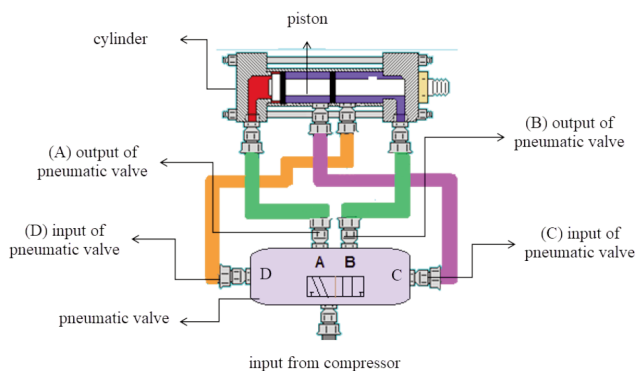 piston
cylinder
(B) output of
pneumatic valve
(A) output of
pneumatic valve
(D) input of
pneumatic valve
(C) input of
pneumatic valve
A B
D
C
pneumatic valve
input from compressor